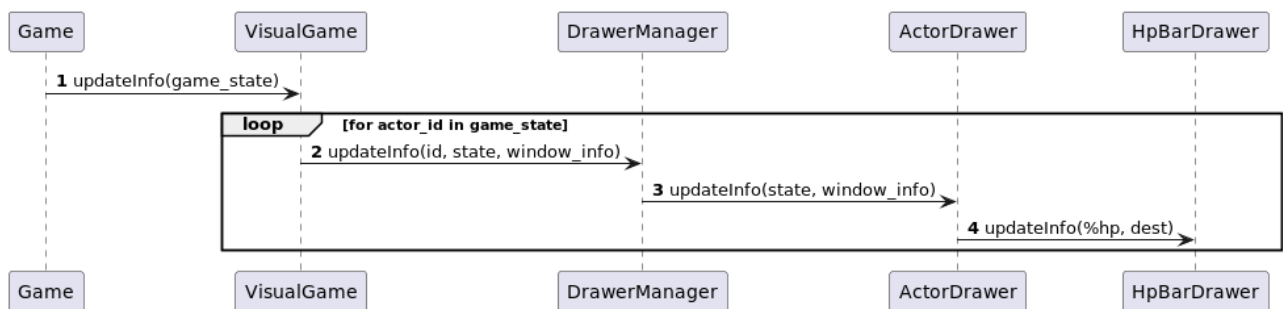 Game VisualGame DrawerManager ActorDrawer HpBarDrawer
1 updateInfo(game_state)
loop [for actor_id in game_state]
2 updateInfo(id, state, window_info)
3 updateInfo(state, window_info)
4 updateInfo(%hp, dest)
Game VisualGame DrawerManager ActorDrawer HpBarDrawer